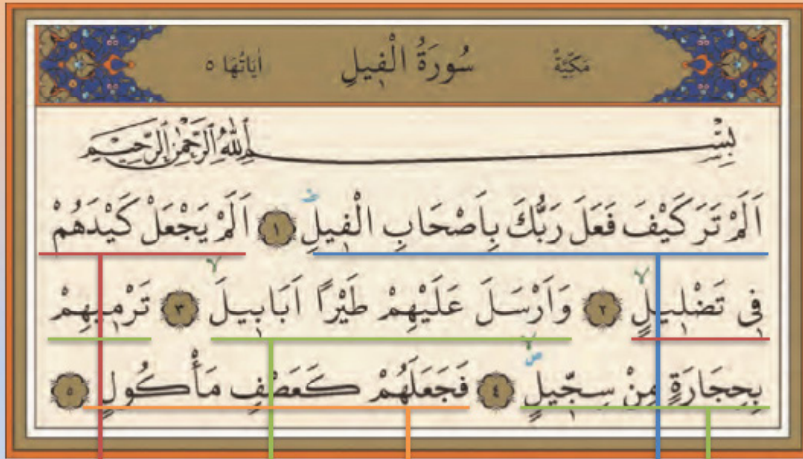 مَكِّيَّةٌ سُورَةُ الْفٖيلِ اٰيَاتُهَا ٥
بِسْمِ اللّٰهِ الرَّحْمٰنِ الرَّحٖيمِ
اَلَمْ تَرَ كَيْفَ فَعَلَ رَبُّكَ بِاَصْحَابِ الْفٖيلِۜ ١ اَلَمْ يَجْعَلْ كَيْدَهُمْ
فٖي تَضْلٖيلٍۙ ٢ وَاَرْسَلَ عَلَيْهِمْ طَيْرًا اَبَابٖيلَۙ ٣ تَرْمٖيهِمْ
بِحِجَارَةٍ مِنْ سِجّٖيلٍۖ ٤ فَجَعَلَهُمْ كَعَصْفٍ مَأْكُولٍ ٥